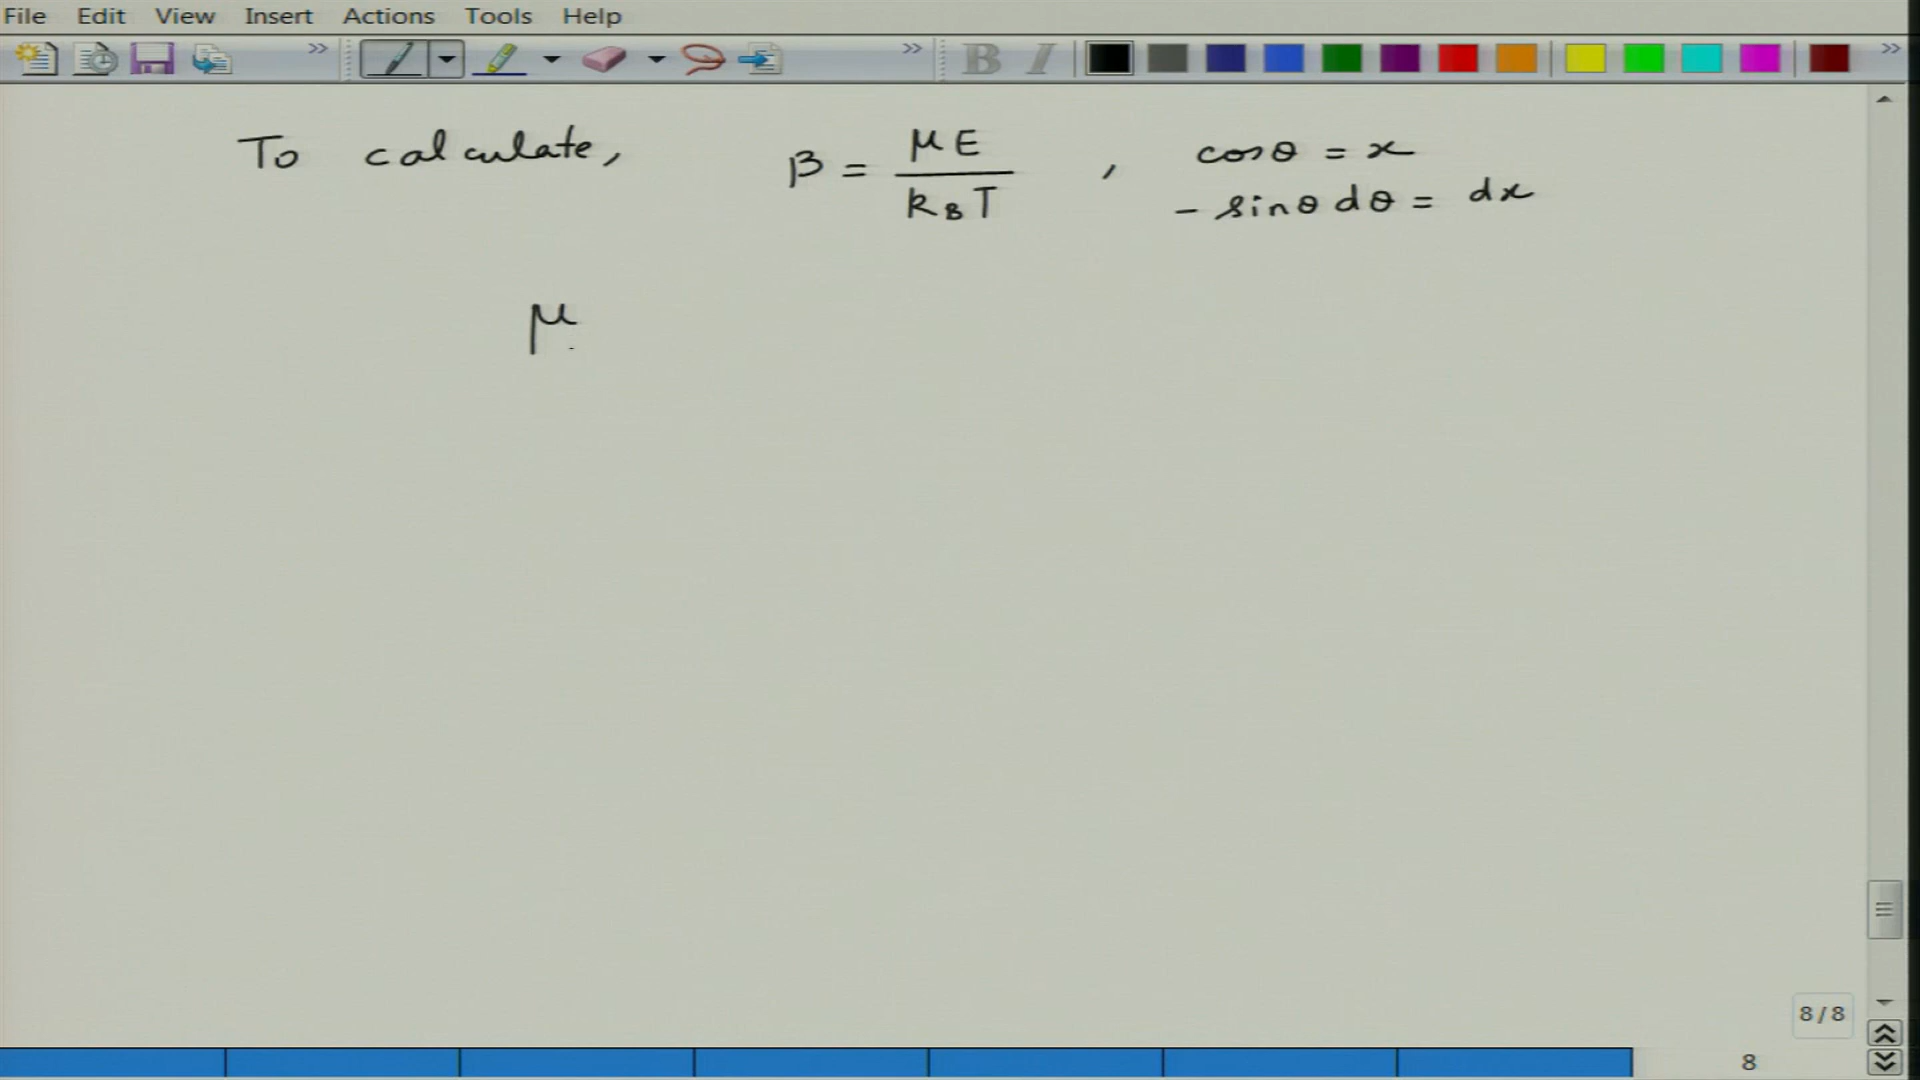 File Edit View Insert Actions Tools Help
B I
To calculate, β = μE / k_B T , cosθ = x
- sinθ dθ = dx
μ
8/8
8